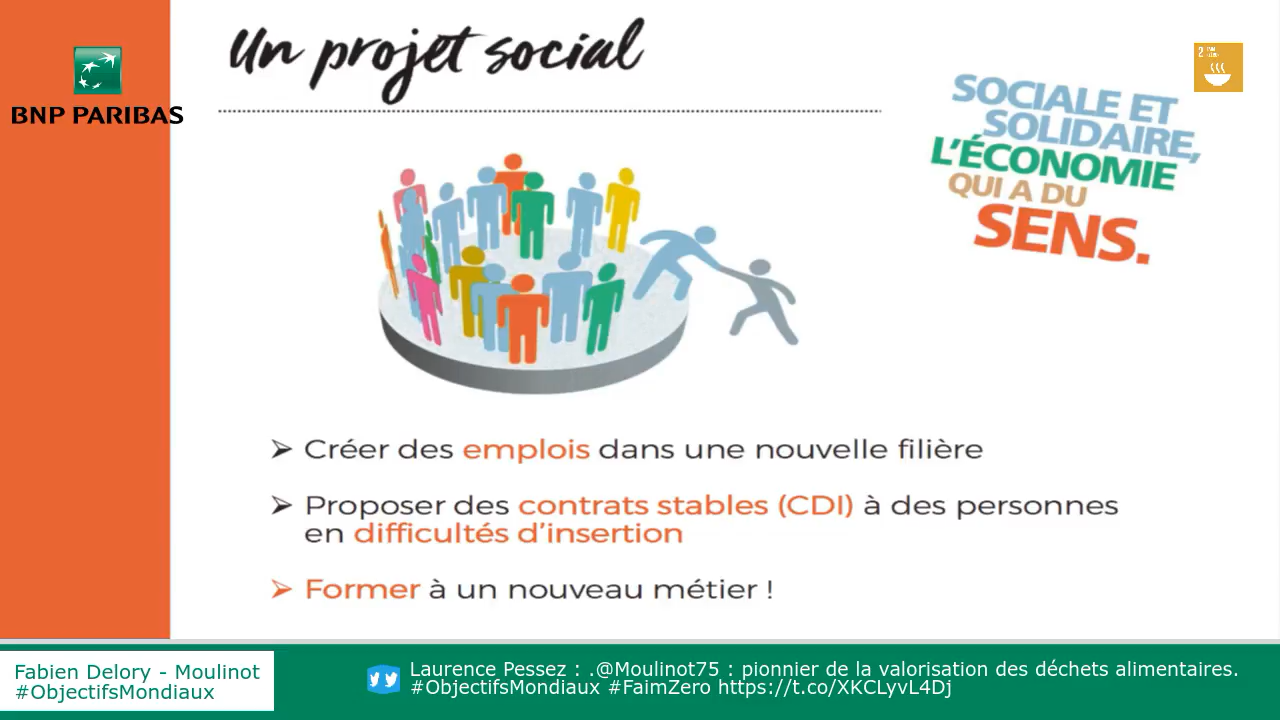 Un projet social
BNP PARIBAS
2
SOCIALE ET
SOLIDAIRE,
L'ÉCONOMIE
QUI A DU
SENS.
➢ Créer des emplois dans une nouvelle filière
➢ Proposer des contrats stables (CDI) à des personnes
en difficultés d'insertion
➢ Former à un nouveau métier !
Fabien Delory - Moulinot
#ObjectifsMondiaux
Laurence Pessez : .@Moulinot75 : pionnier de la valorisation des déchets alimentaires.
#ObjectifsMondiaux #FaimZero https://t.co/XKCLyvL4Dj